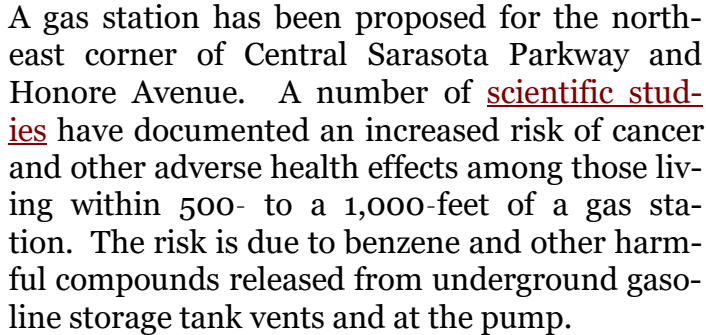 A gas station has been proposed for the north-
east corner of Central Sarasota Parkway and
Honore Avenue.  A number of scientific stud-
ies have documented an increased risk of cancer
and other adverse health effects among those liv-
ing within 500- to a 1,000-feet of a gas sta-
tion.  The risk is due to benzene and other harm-
ful compounds released from underground gaso-
line storage tank vents and at the pump.